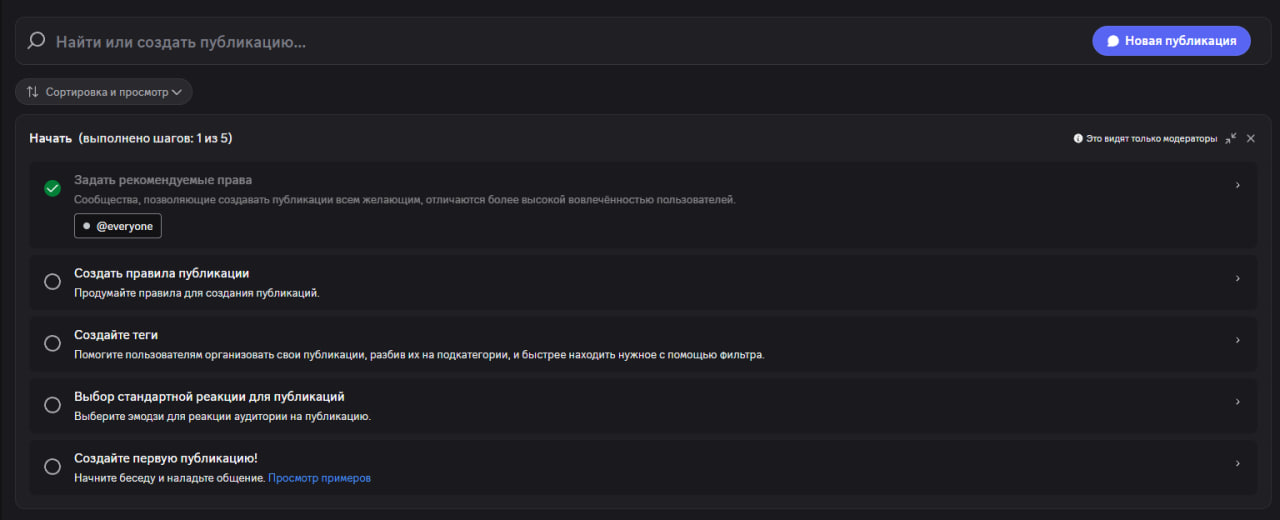 Найти или создать публикацию...
Новая публикация
Сортировка и просмотр
Начать (выполнено шагов: 1 из 5)
Это видят только модераторы
Задать рекомендуемые права
Сообщества, позволяющие создавать публикации всем желающим, отличаются более высокой вовлечённостью пользователей.
@everyone
Создать правила публикации
Продумайте правила для создания публикаций.
Создайте теги
Помогите пользователям организовать свои публикации, разбив их на подкатегории, и быстрее находить нужное с помощью фильтра.
Выбор стандартной реакции для публикаций
Выберите эмодзи для реакции аудитории на публикацию.
Создайте первую публикацию!
Начните беседу и наладьте общение. Просмотр примеров